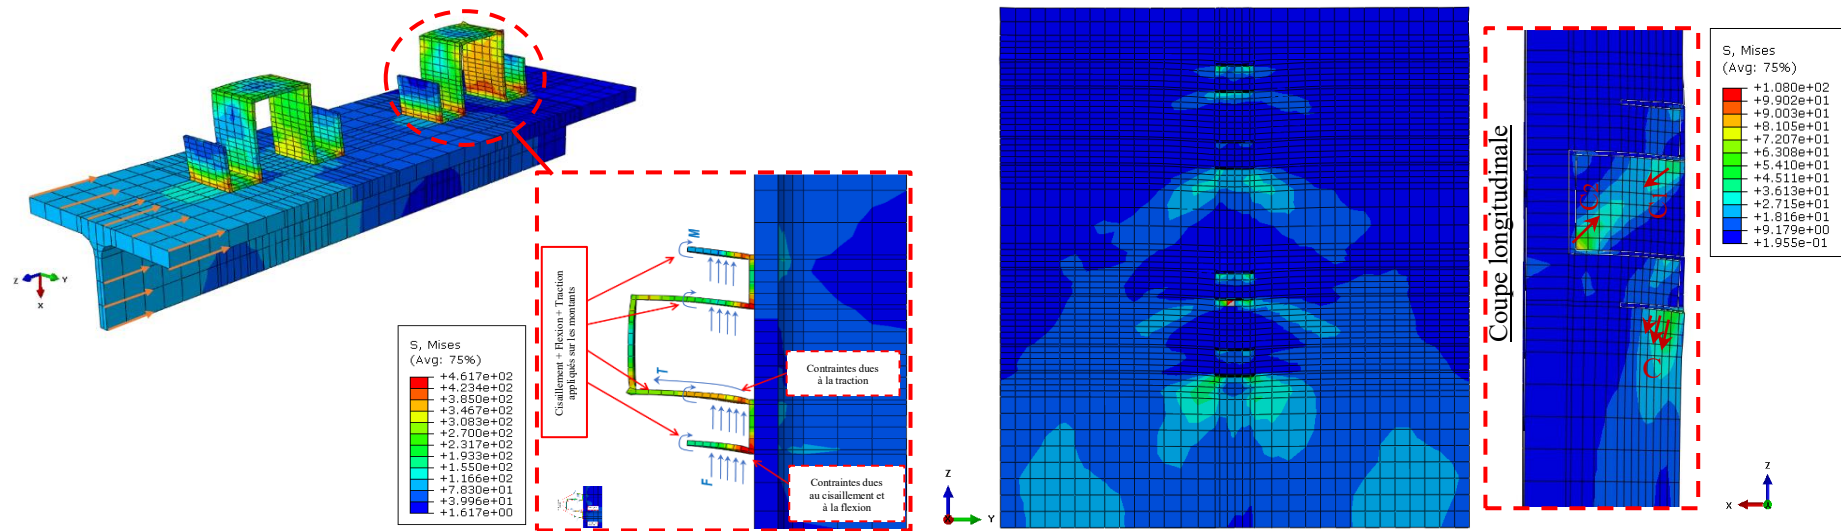 Z
Y
X
S, Mises
(Avg: 75%)
+4.617e+02
+4.234e+02
+3.850e+02
+3.467e+02
+3.083e+02
+2.700e+02
+2.317e+02
+1.933e+02
+1.550e+02
+1.166e+02
+7.830e+01
+3.996e+01
+1.617e+00
Cisaillement + Flexion + Traction
appliqués sur les montants
M
T
F
Contraintes dues
à la traction
Contraintes dues
au cisaillement et
à la flexion
Z
Y
Coupe longitudinale
C
Z
X
S, Mises
(Avg: 75%)
+1.080e+02
+9.902e+01
+9.003e+01
+8.105e+01
+7.207e+01
+6.308e+01
+5.410e+01
+4.511e+01
+3.613e+01
+2.715e+01
+1.816e+01
+9.179e+00
+1.955e-01